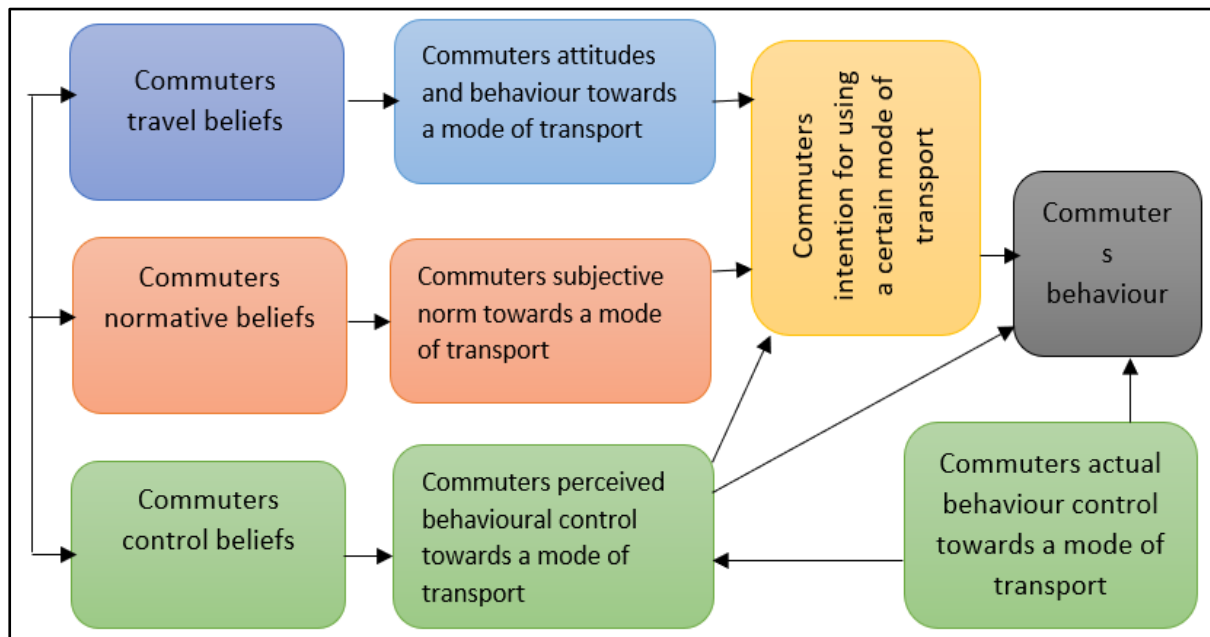 Commuters
travel beliefs
Commuters attitudes
and behaviour towards
a mode of transport
Commuters
intention for using
a certain mode of
transport
Commuter
s
behaviour
Commuters
normative beliefs
Commuters subjective
norm towards a mode
of transport
Commuters
control beliefs
Commuters perceived
behavioural control
towards a mode of
transport
Commuters actual
behaviour control
towards a mode of
transport